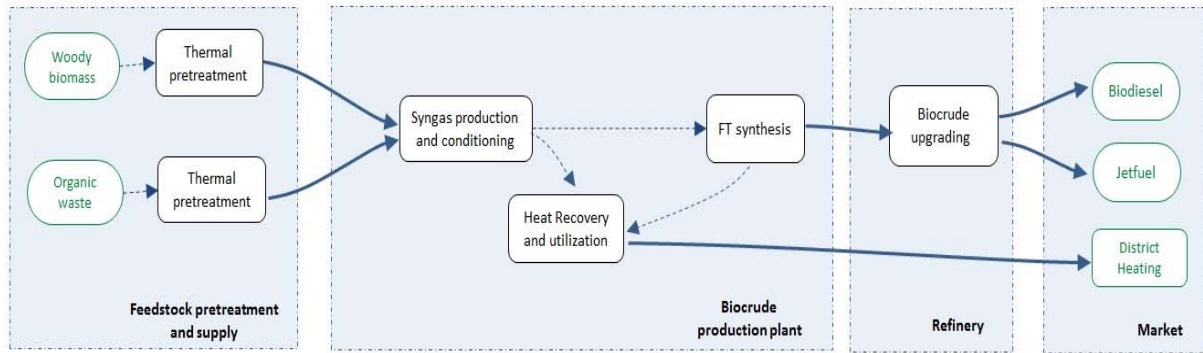 Woody
biomass
Thermal
pretreatment
Organic
waste
Thermal
pretreatment
Feedstock pretreatment
and supply
Syngas production
and conditioning
FT synthesis
Heat Recovery
and utilization
Biocrude
production plant
Biocrude
upgrading
Refinery
Biodiesel
Jetfuel
District
Heating
Market